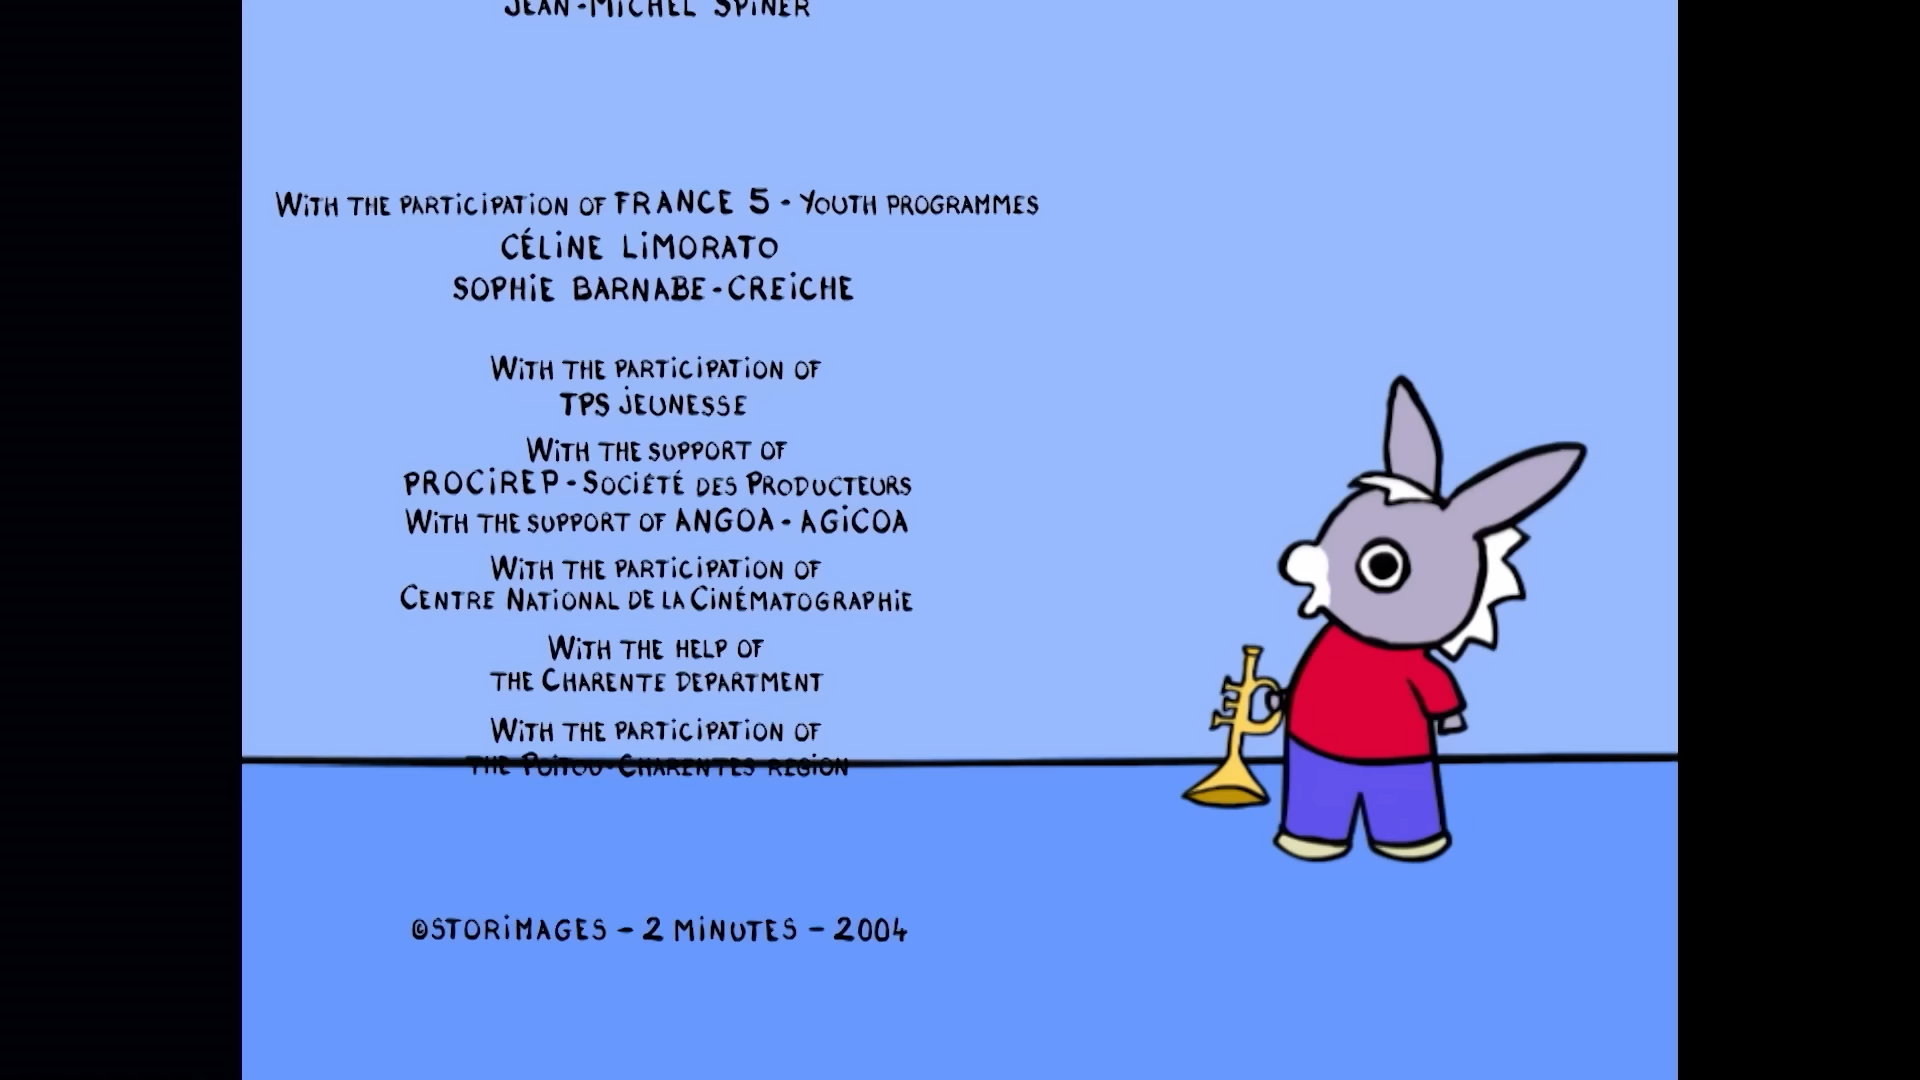 JEAN-MiCHEL SPiNER
WiTH THE PARTiCiPATiON OF FRANCE 5 - YOUTH PROGRAMMES
CÉLiNE LiMORATO
SOPHiE BARNABE-CREiCHE
WiTH THE PARTiCiPATiON OF
TPS JEUNESSE
WiTH THE SUPPORT OF
PROCiREP - SOCiÉTÉ DES PRODUCTEURS
WiTH THE SUPPORT OF ANGOA - AGiCOA
WiTH THE PARTiCiPATiON OF
CENTRE NATiONAL DE LA CiNÉMATOGRAPHiE
WiTH THE HELP OF
THE CHARENTE DEPARTMENT
WiTH THE PARTiCiPATiON OF
THE POiTOU-CHARENTES REGiON
©STORiMAGES – 2 MiNUTES – 2004